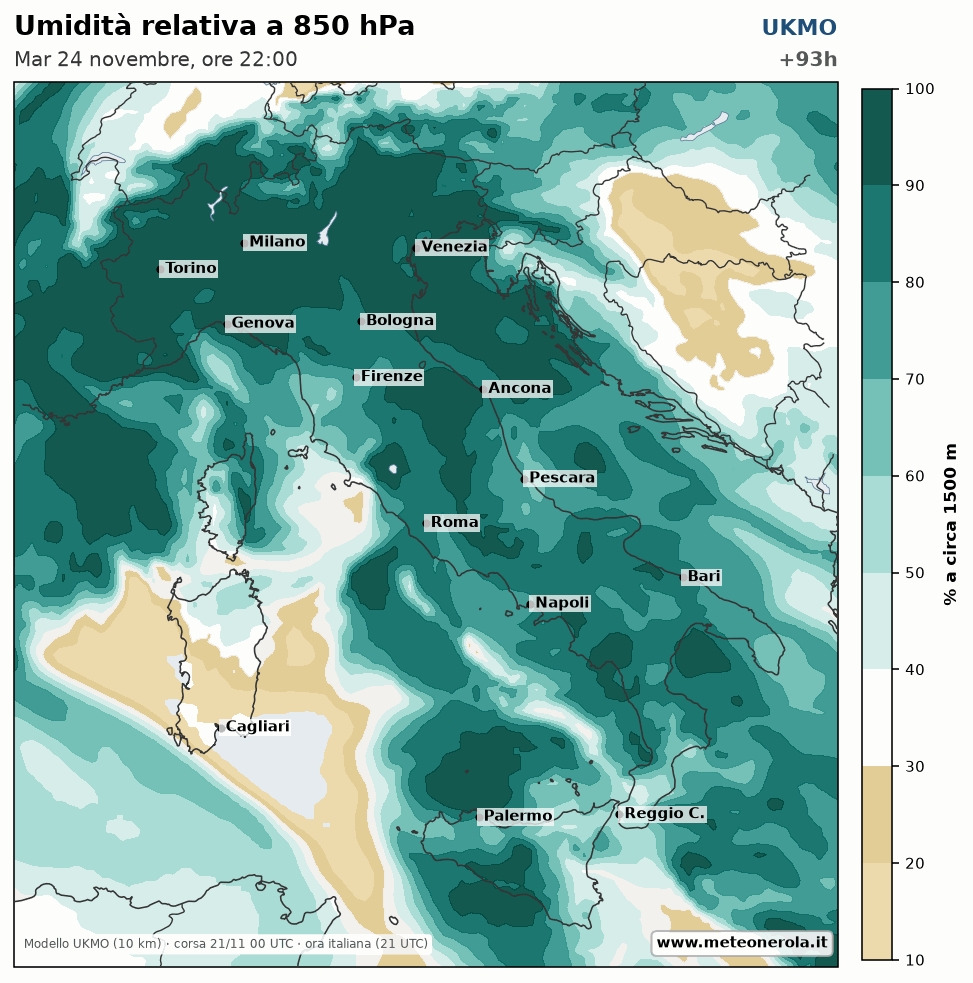 Umidità relativa a 850 hPa
UKMO
Mar 24 novembre, ore 22:00
+93h
Milano
Venezia
Torino
Genova
Bologna
Firenze
Ancona
Pescara
Roma
Bari
Napoli
Cagliari
Palermo
Reggio C.
100
90
80
70
60
50
40
30
20
10
% a circa 1500 m
Modello UKMO (10 km) · corsa 21/11 00 UTC · ora italiana (21 UTC)
www.meteonerola.it